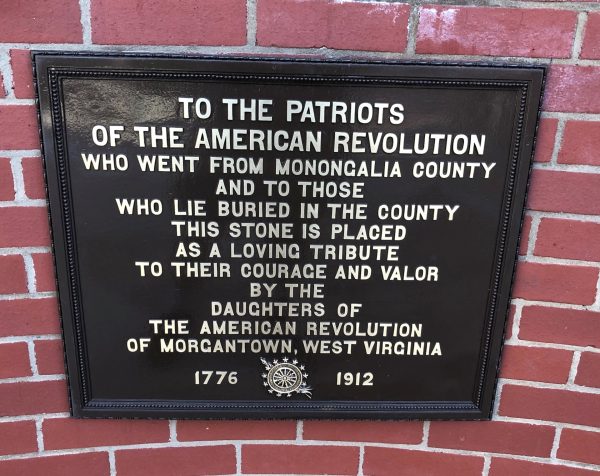 TO THE PATRIOTS
OF THE AMERICAN REVOLUTION
WHO WENT FROM MONONGALIA COUNTY
AND TO THOSE
WHO LIE BURIED IN THE COUNTY
THIS STONE IS PLACED
AS A LOVING TRIBUTE
TO THEIR COURAGE AND VALOR
BY THE
DAUGHTERS OF
THE AMERICAN REVOLUTION
OF MORGANTOWN, WEST VIRGINIA
1776 1912